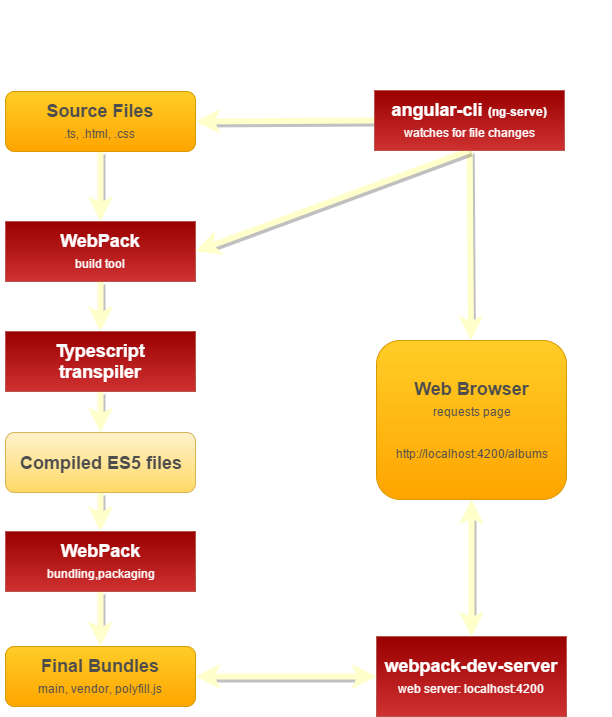 Source Files
.ts, .html, .css
angular-cli (ng-serve)
watches for file changes
WebPack
build tool
Typescript
transpiler
Compiled ES5 files
WebPack
bundling,packaging
Final Bundles
main, vendor, polyfill.js
Web Browser
requests page
http://localhost:4200/albums
webpack-dev-server
web server: localhost:4200